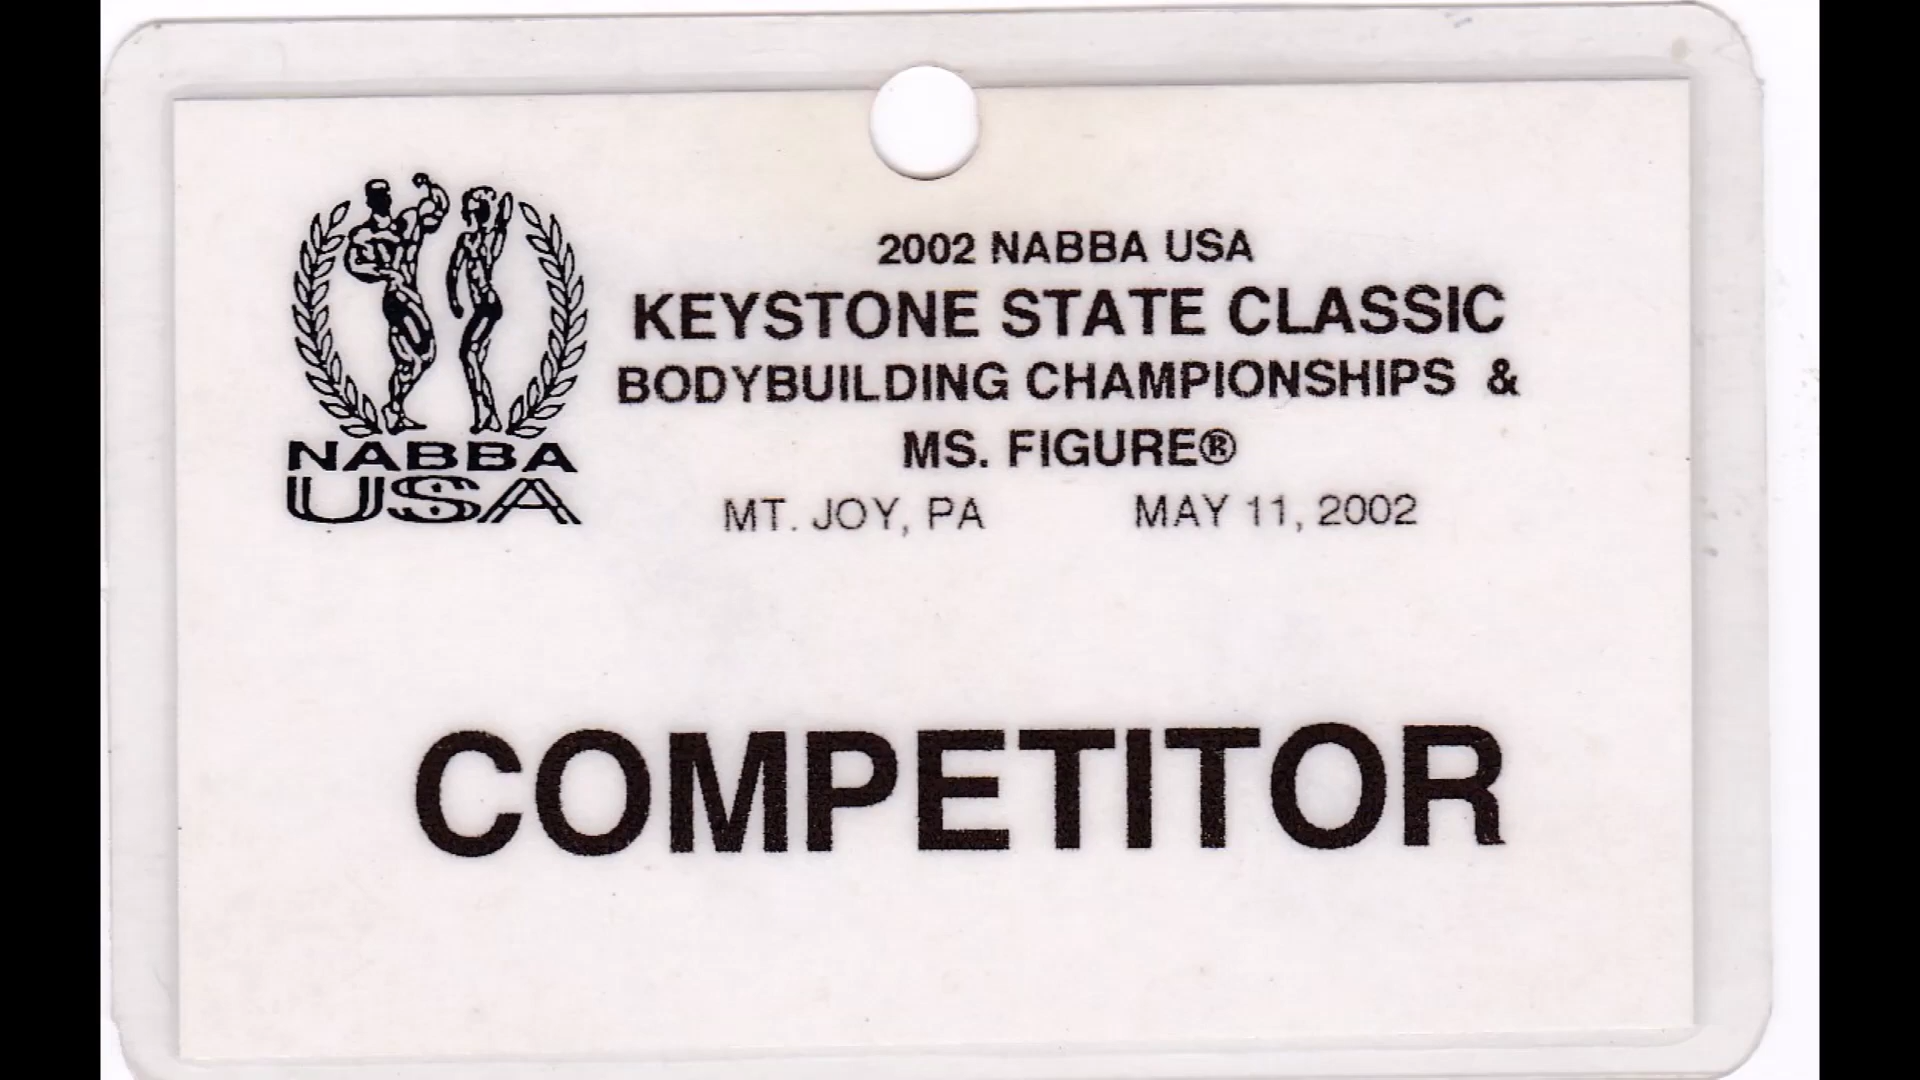 2002 NABBA USA
KEYSTONE STATE CLASSIC
BODYBUILDING CHAMPIONSHIPS &
MS. FIGURE®
MT. JOY, PA MAY 11, 2002
NABBA
USA
COMPETITOR